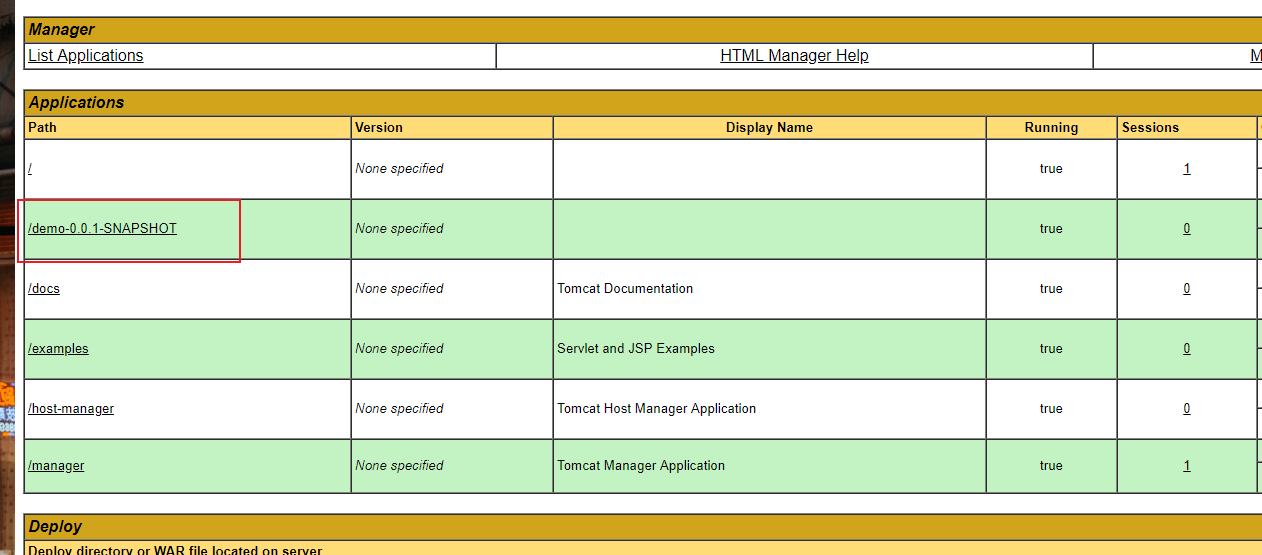 Manager
List Applications HTML Manager Help M
Applications
Path Version Display Name Running Sessions
/ None specified true 1
/demo-0.0.1-SNAPSHOT None specified true 0
/docs None specified Tomcat Documentation true 0
/examples None specified Servlet and JSP Examples true 0
/host-manager None specified Tomcat Host Manager Application true 0
/manager None specified Tomcat Manager Application true 1
Deploy
Deploy directory or WAR file located on server